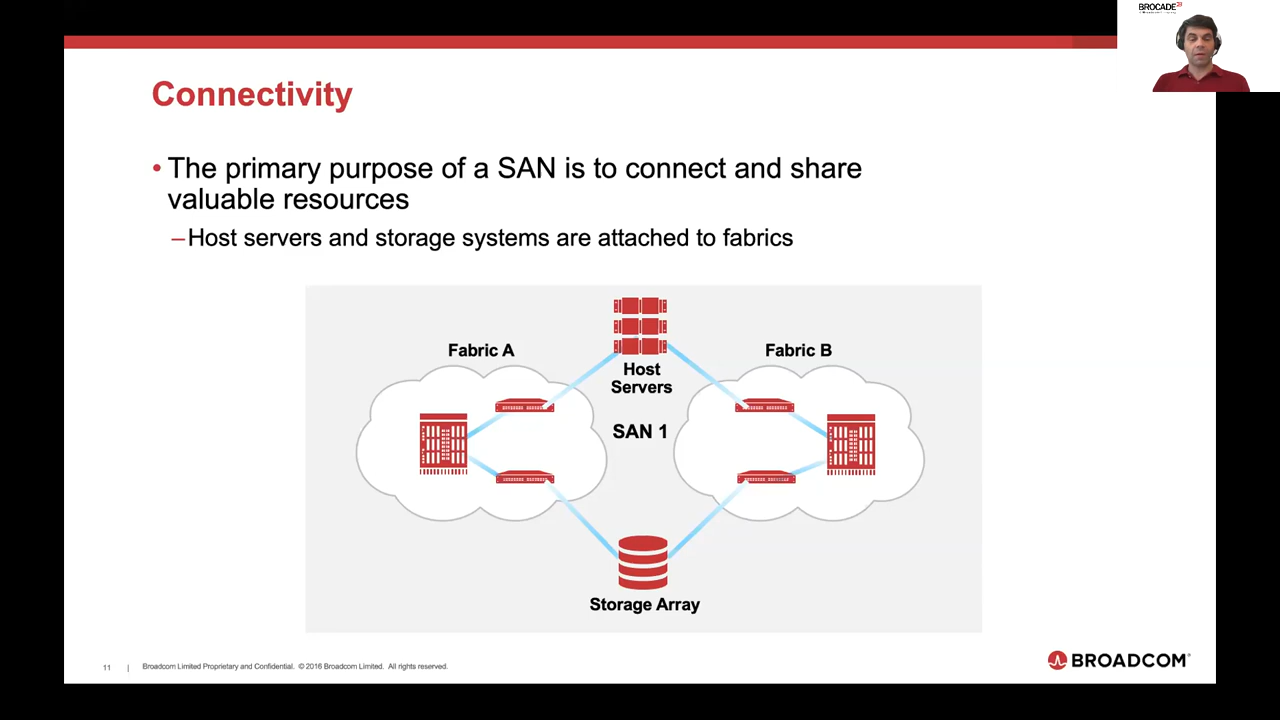 BROCADE
Connectivity
• The primary purpose of a SAN is to connect and share
valuable resources
–Host servers and storage systems are attached to fabrics
Fabric A
Fabric B
Host
Servers
SAN 1
Storage Array
11 | Broadcom Limited Proprietary and Confidential. © 2016 Broadcom Limited. All rights reserved.
BROADCOM®